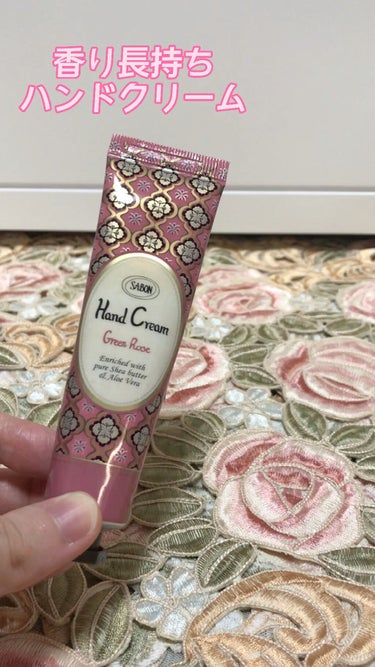 香り長持ち
ハンドクリーム
SABON
Hand Cream
Green Rose
Enriched with
pure Shea butter
& Aloe Vera